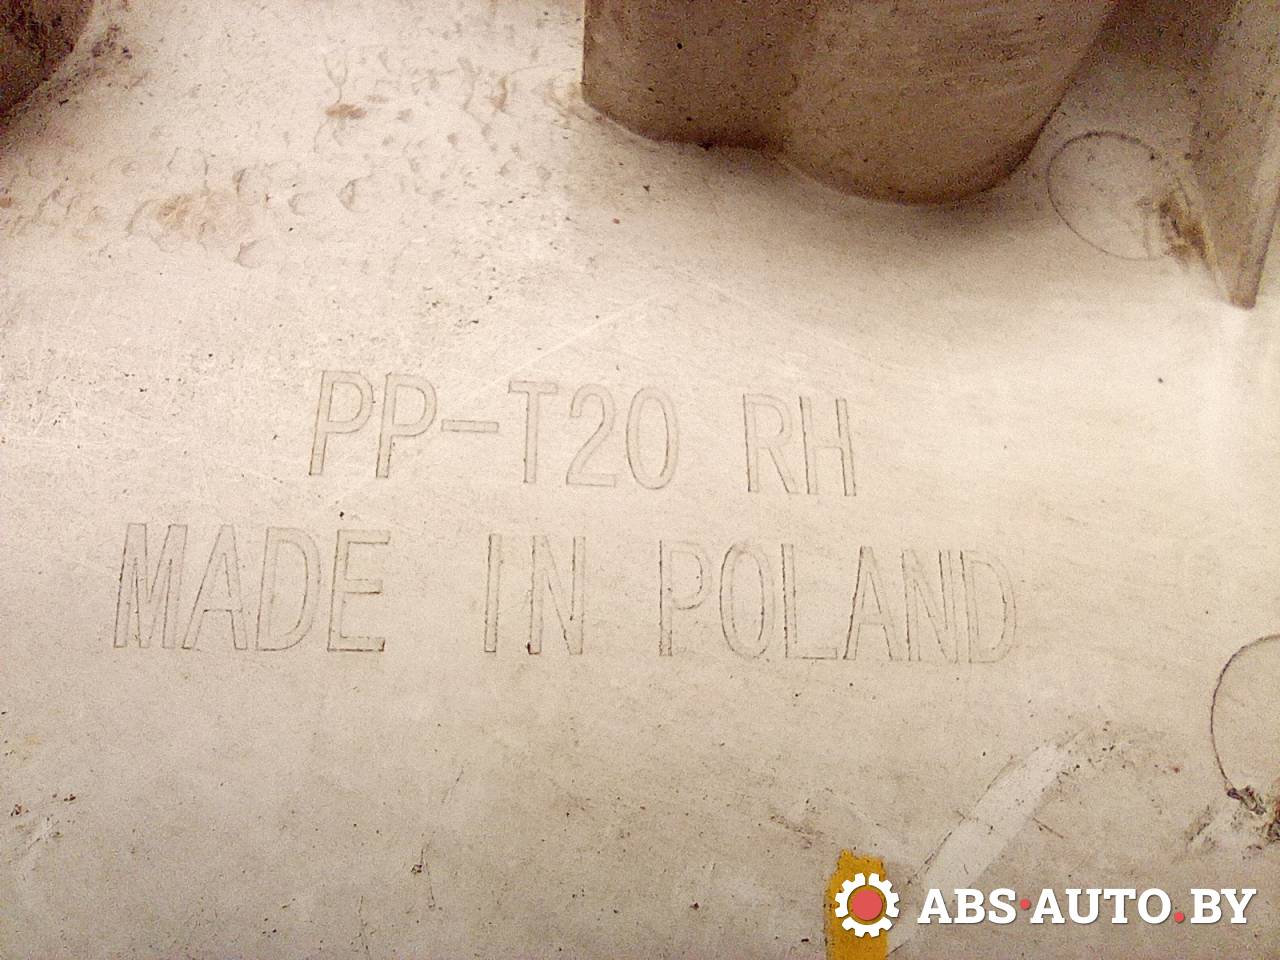 PP-T20 RH
MADE IN POLAND
ABS·AUTO.BY